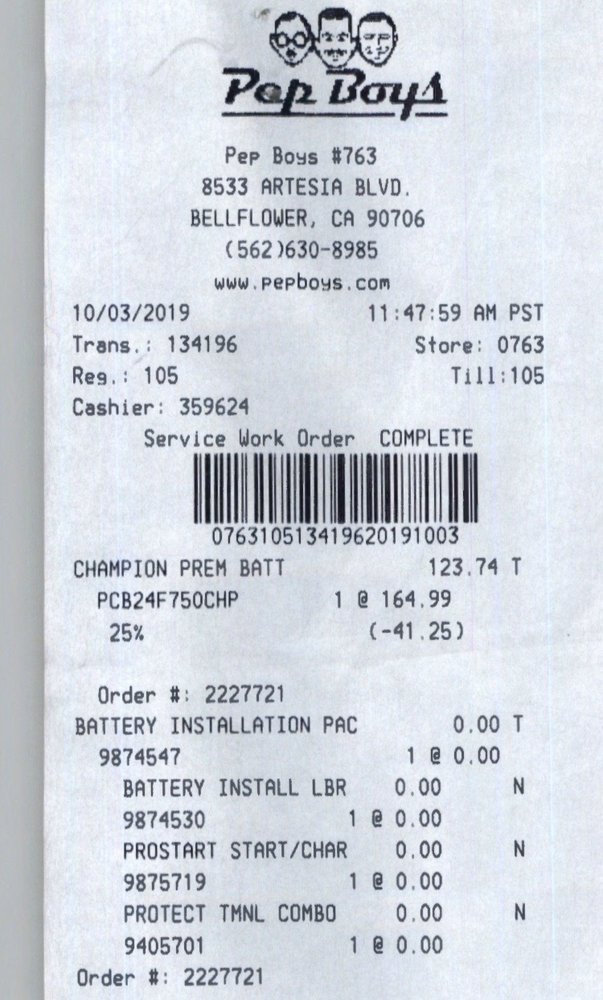 Pep Boys
Pep Boys #763
8533 ARTESIA BLVD.
BELLFLOWER, CA 90706
(562)630-8985
www.pepboys.com
10/03/2019 11:47:59 AM PST
Trans.: 134196 Store: 0763
Reg.: 105 Till:105
Cashier: 359624
Service Work Order COMPLETE
076310513419620191003
CHAMPION PREM BATT 123.74 T
PCB24F750CHP 1 @ 164.99
25% (-41.25)
Order #: 2227721
BATTERY INSTALLATION PAC 0.00 T
9874547 1 @ 0.00
BATTERY INSTALL LBR 0.00 N
9874530 1 @ 0.00
PROSTART START/CHAR 0.00 N
9875719 1 @ 0.00
PROTECT TMNL COMBO 0.00 N
9405701 1 @ 0.00
Order #: 2227721